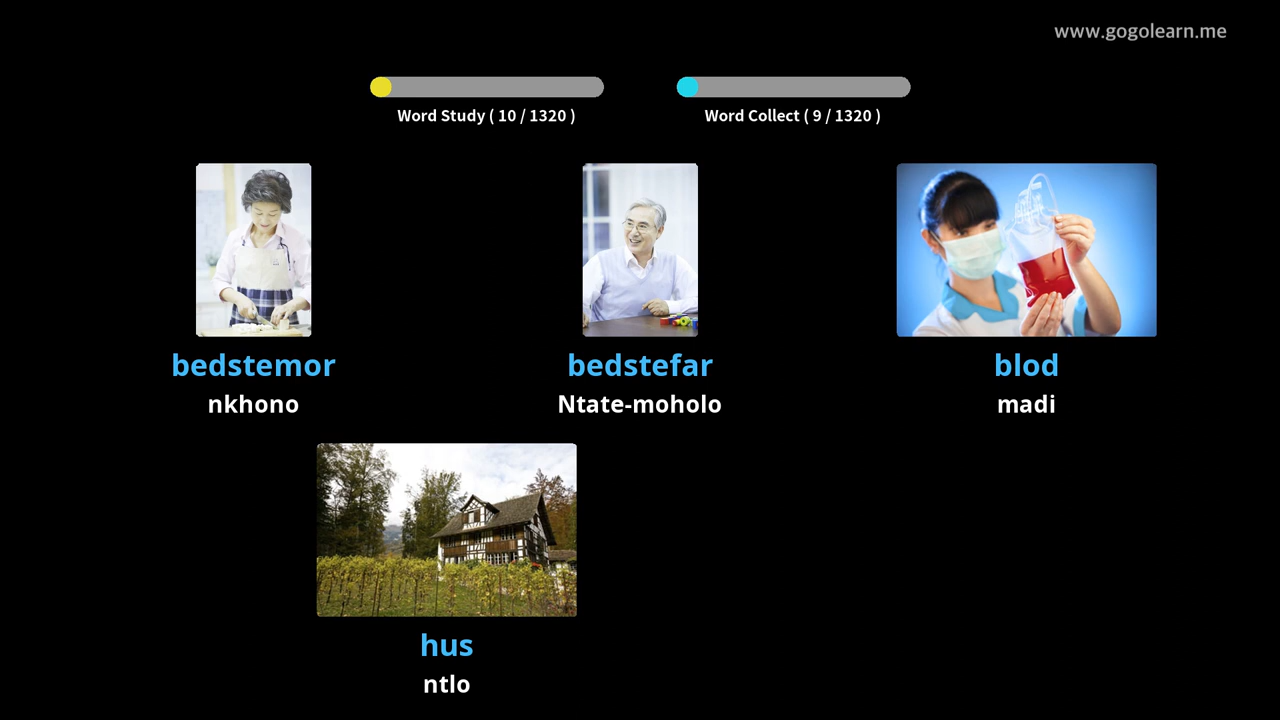 www.gogolearn.me
Word Study ( 10 / 1320 )
Word Collect ( 9 / 1320 )
bedstemor
nkhono
bedstefar
Ntate-moholo
blod
madi
hus
ntlo